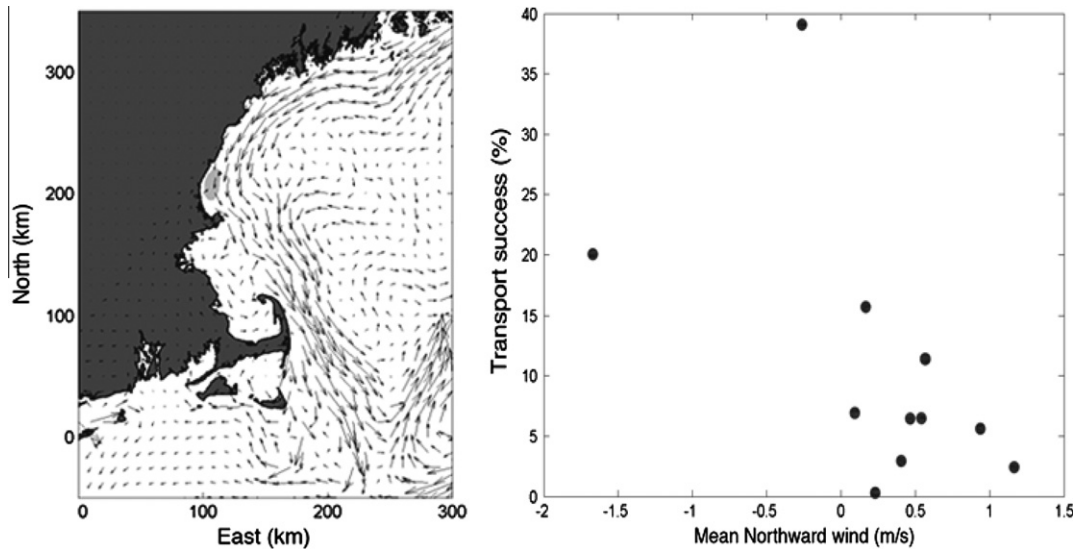 300
200
100
0
North (km)
0 100 200 300
East (km)
40
35
30
25
20
15
10
5
0
Transport success (%)
-2 -1.5 -1 -0.5 0 0.5 1 1.5
Mean Northward wind (m/s)